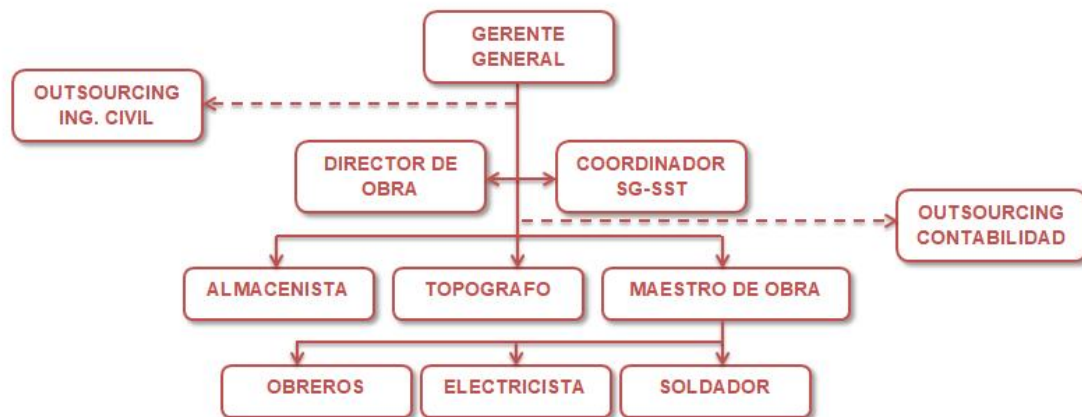 GERENTE
GENERAL
OUTSOURCING
ING. CIVIL
DIRECTOR DE
OBRA
COORDINADOR
SG-SST
OUTSOURCING
CONTABILIDAD
ALMACENISTA
TOPOGRAFO
MAESTRO DE OBRA
OBREROS
ELECTRICISTA
SOLDADOR